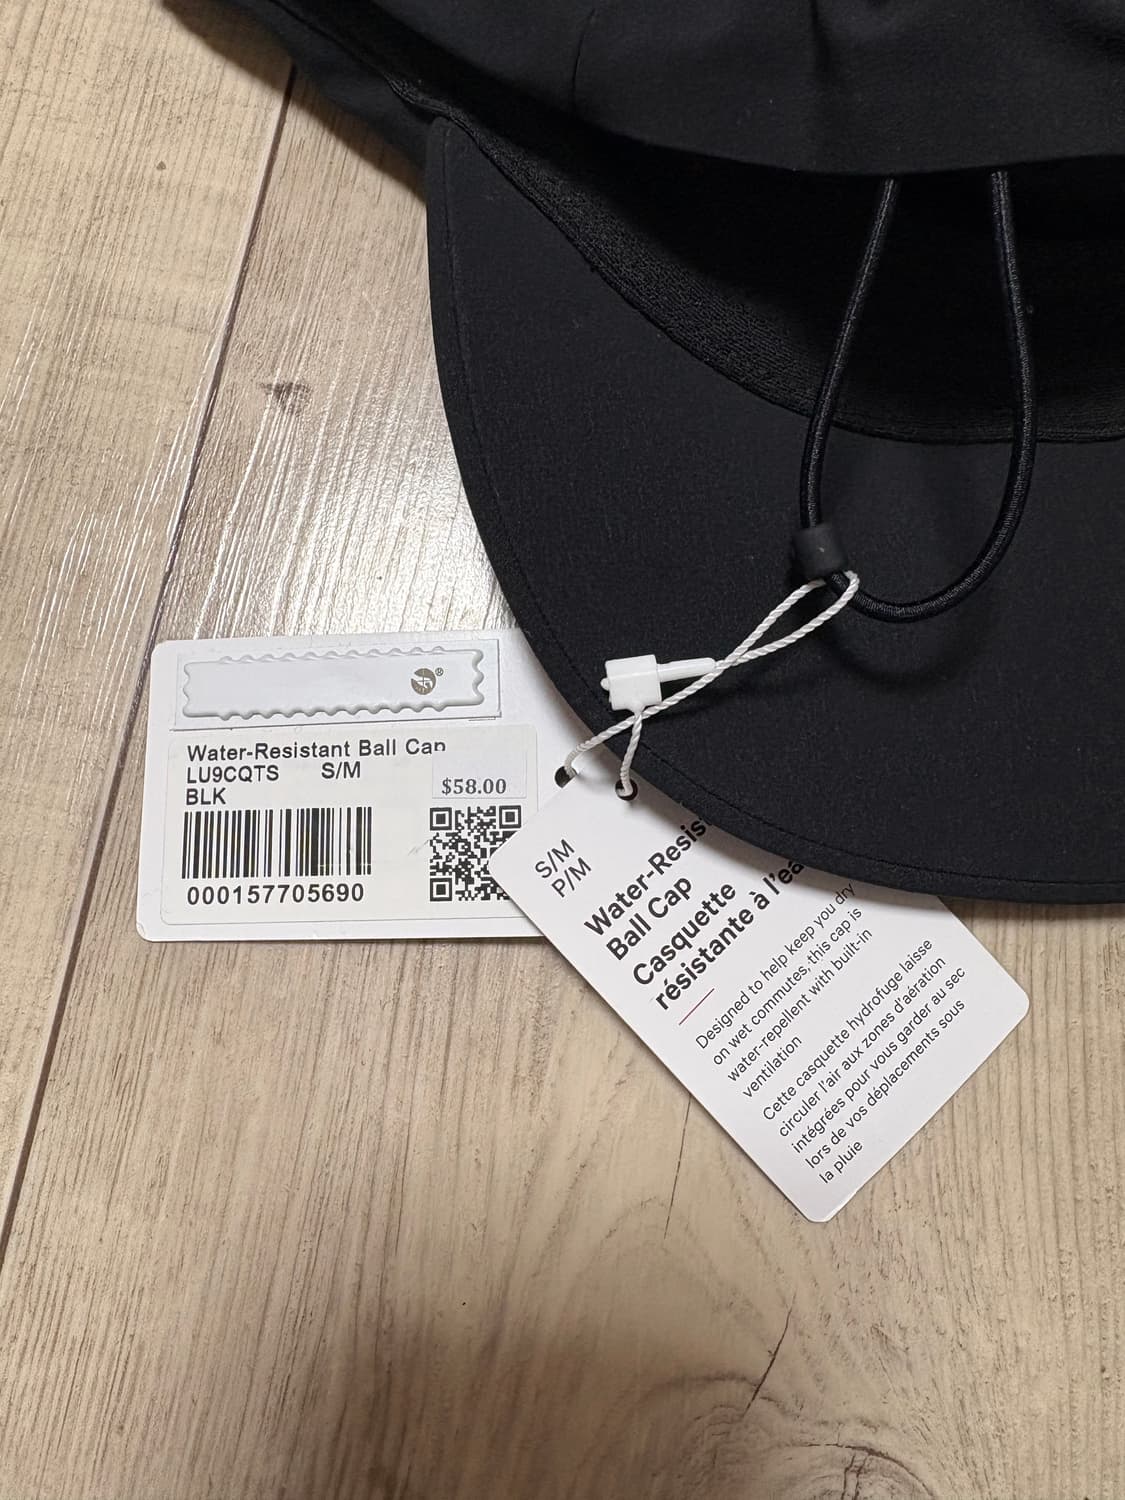 ®
Water-Resistant Ball Cap
LU9CQTS S/M
BLK
$58.00
000157705690
S/M
P/M
Ball Cap
Casquette
résistante à
Designed to help keep you dry
on wet commutes, this cap is
water-repellent with built-in
ventilation
Cette casquette hydrofuge laisse
circuler l'air aux zones d'aération
intégrées pour vous garder au sec
lors de vos déplacements sous
la pluie